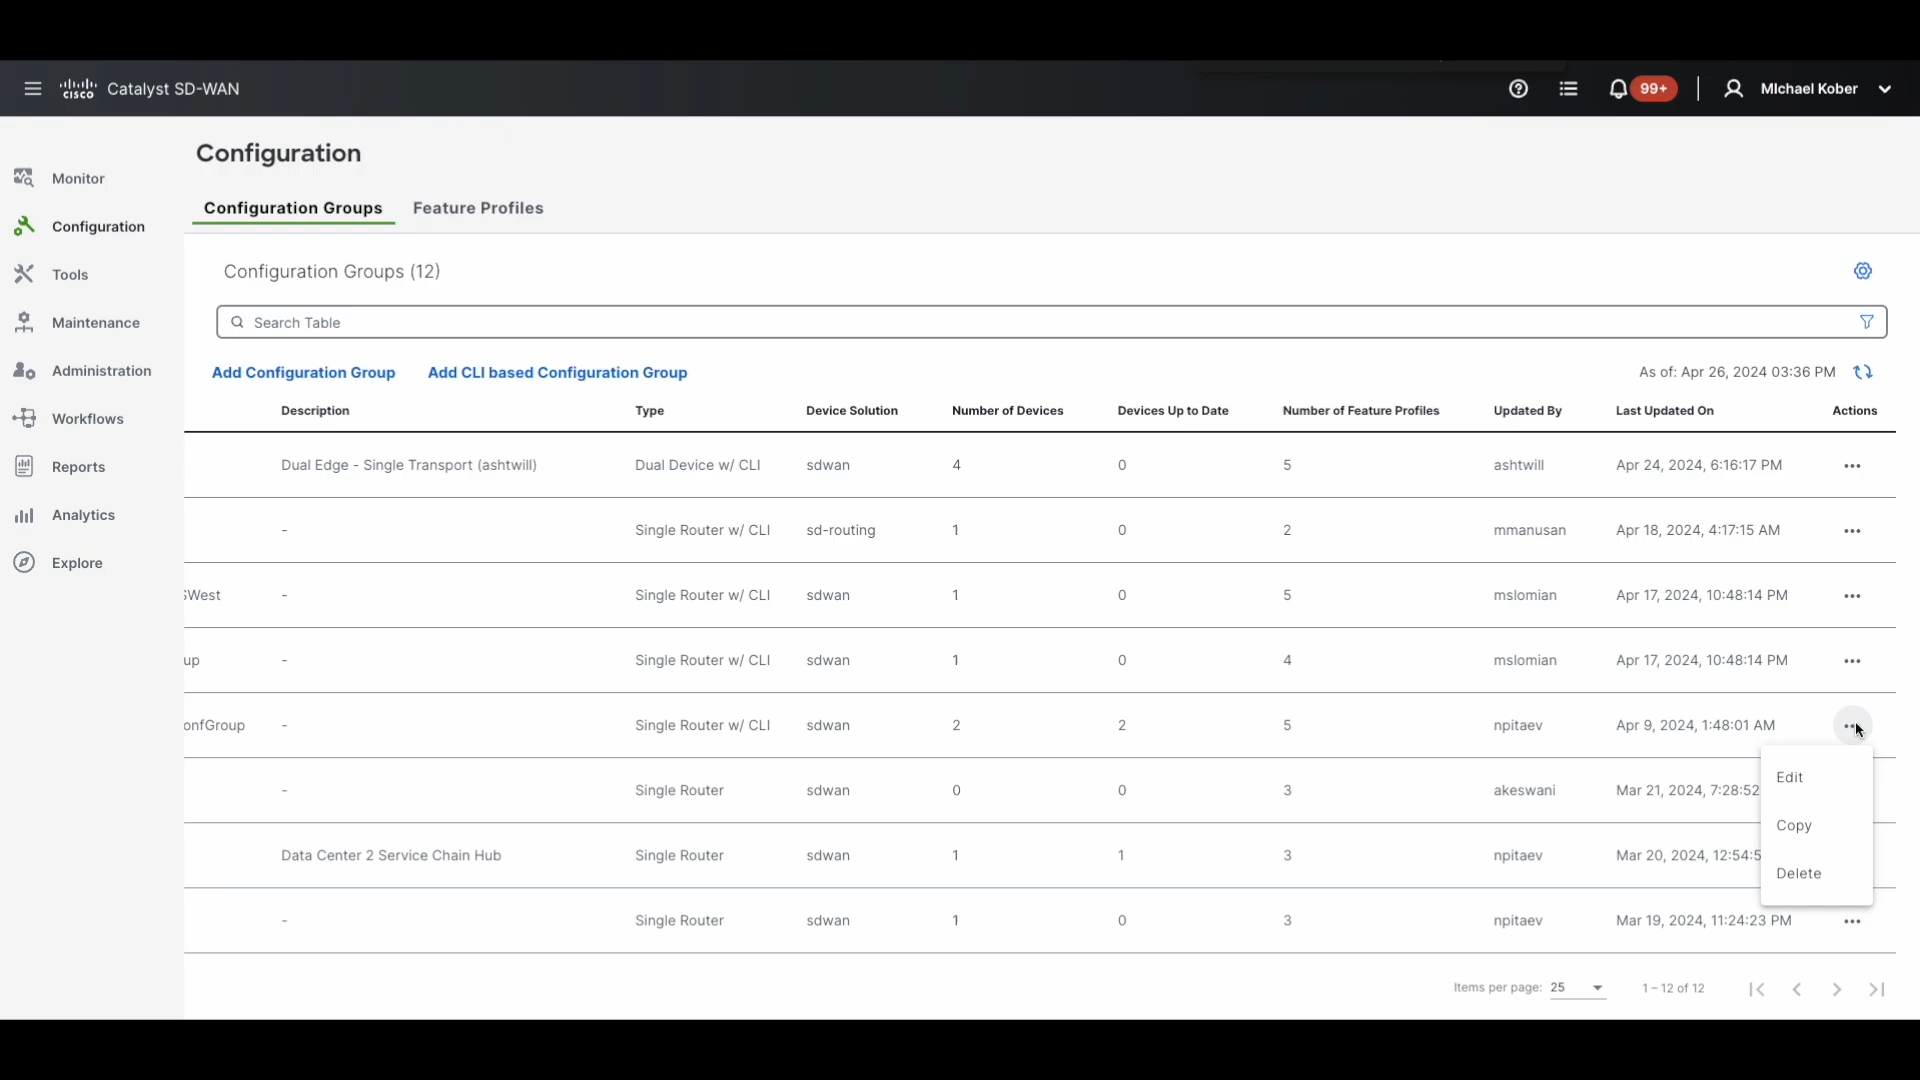 cisco Catalyst SD-WAN 99+ MIchael Kober
Configuration
Monitor
Configuration
Tools
Maintenance
Administration
Workflows
Reports
Analytics
Explore
Configuration Groups Feature Profiles
Configuration Groups (12)
Search Table
Add Configuration Group Add CLI based Configuration Group As of: Apr 26, 2024 03:36 PM
Description Type Device Solution Number of Devices Devices Up to Date Number of Feature Profiles Updated By Last Updated On Actions
Dual Edge - Single Transport (ashtwill) Dual Device w/ CLI sdwan 4 0 5 ashtwill Apr 24, 2024, 6:16:17 PM ...
- Single Router w/ CLI sd-routing 1 0 2 mmanusan Apr 18, 2024, 4:17:15 AM ...
SWest - Single Router w/ CLI sdwan 1 0 5 mslomian Apr 17, 2024, 10:48:14 PM ...
up - Single Router w/ CLI sdwan 1 0 4 mslomian Apr 17, 2024, 10:48:14 PM ...
onfGroup - Single Router w/ CLI sdwan 2 2 5 npitaev Apr 9, 2024, 1:48:01 AM
- Single Router sdwan 0 0 3 akeswani Mar 21, 2024, 7:28:52
Data Center 2 Service Chain Hub Single Router sdwan 1 1 3 npitaev Mar 20, 2024, 12:54:5
- Single Router sdwan 1 0 3 npitaev Mar 19, 2024, 11:24:23 PM ...
Edit
Copy
Delete
Items per page: 25 1 – 12 of 12